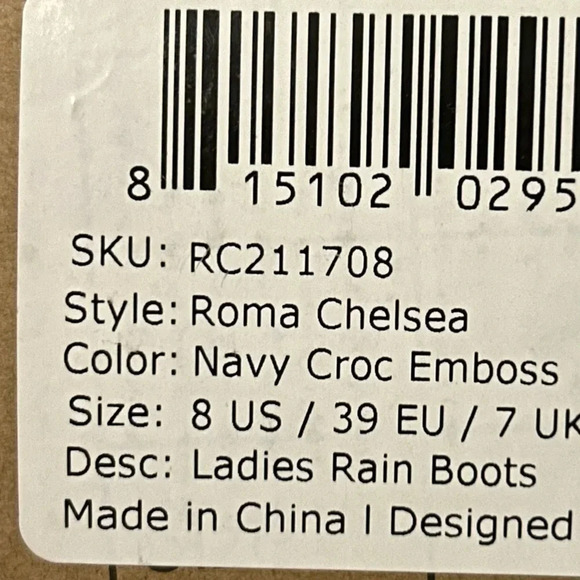 8 15102 0295
SKU: RC211708
Style: Roma Chelsea
Color: Navy Croc Emboss
Size: 8 US / 39 EU / 7 UK
Desc: Ladies Rain Boots
Made in China | Designed